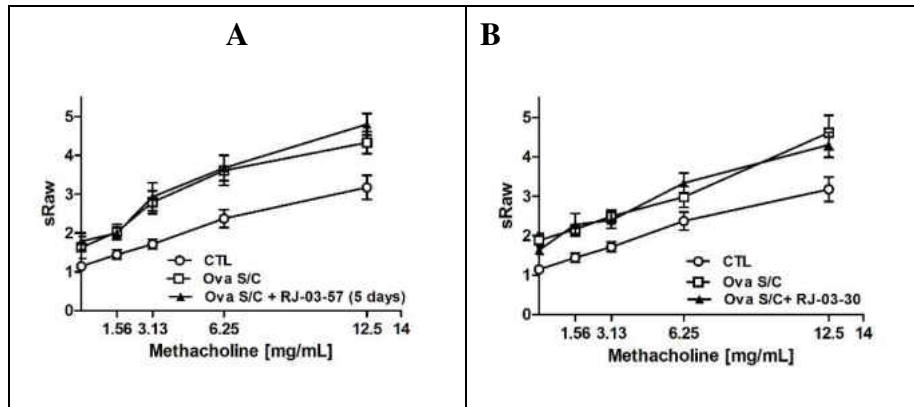 A
5
4
3
2
1
0
sRaw
CTL
Ova S/C
Ova S/C + RJ-03-57 (5 days)
1.56 3.13 6.25 12.5 14
Methacholine [mg/mL]
B
5
4
3
2
1
0
sRaw
CTL
Ova S/C
Ova S/C+ RJ-03-30
1.56 3.13 6.25 12.5 14
Methacholine [mg/mL]